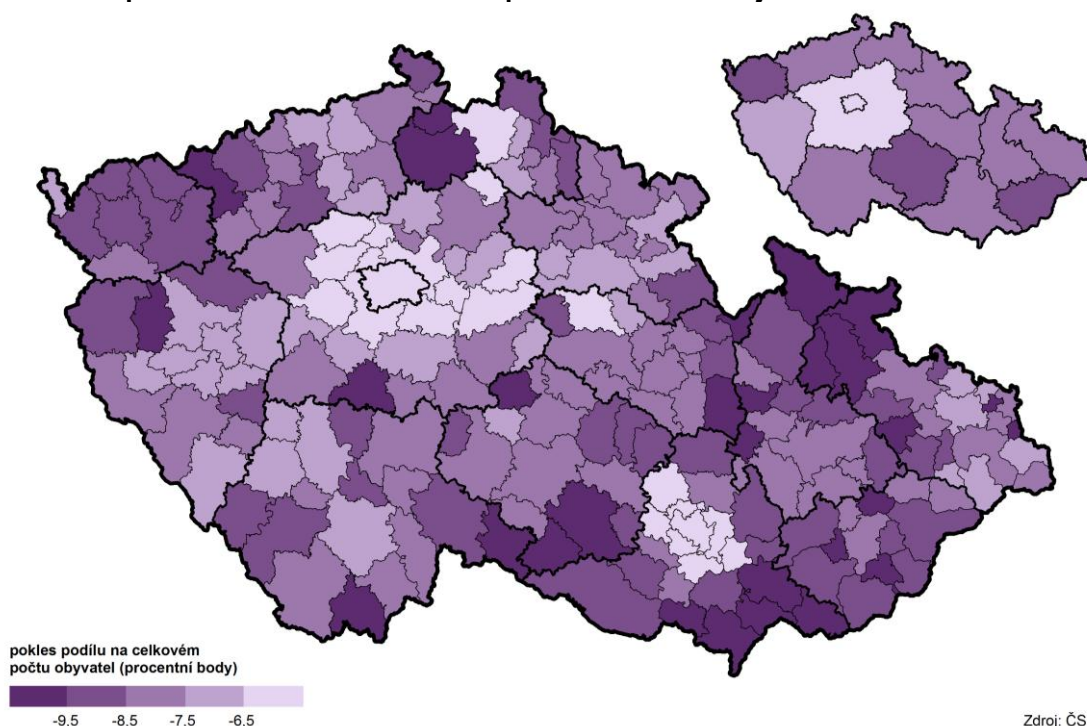 pokles podílu na celkovém
počtu obyvatel (procentní body)
-9.5 -8.5 -7.5 -6.5
Zdroj: ČS